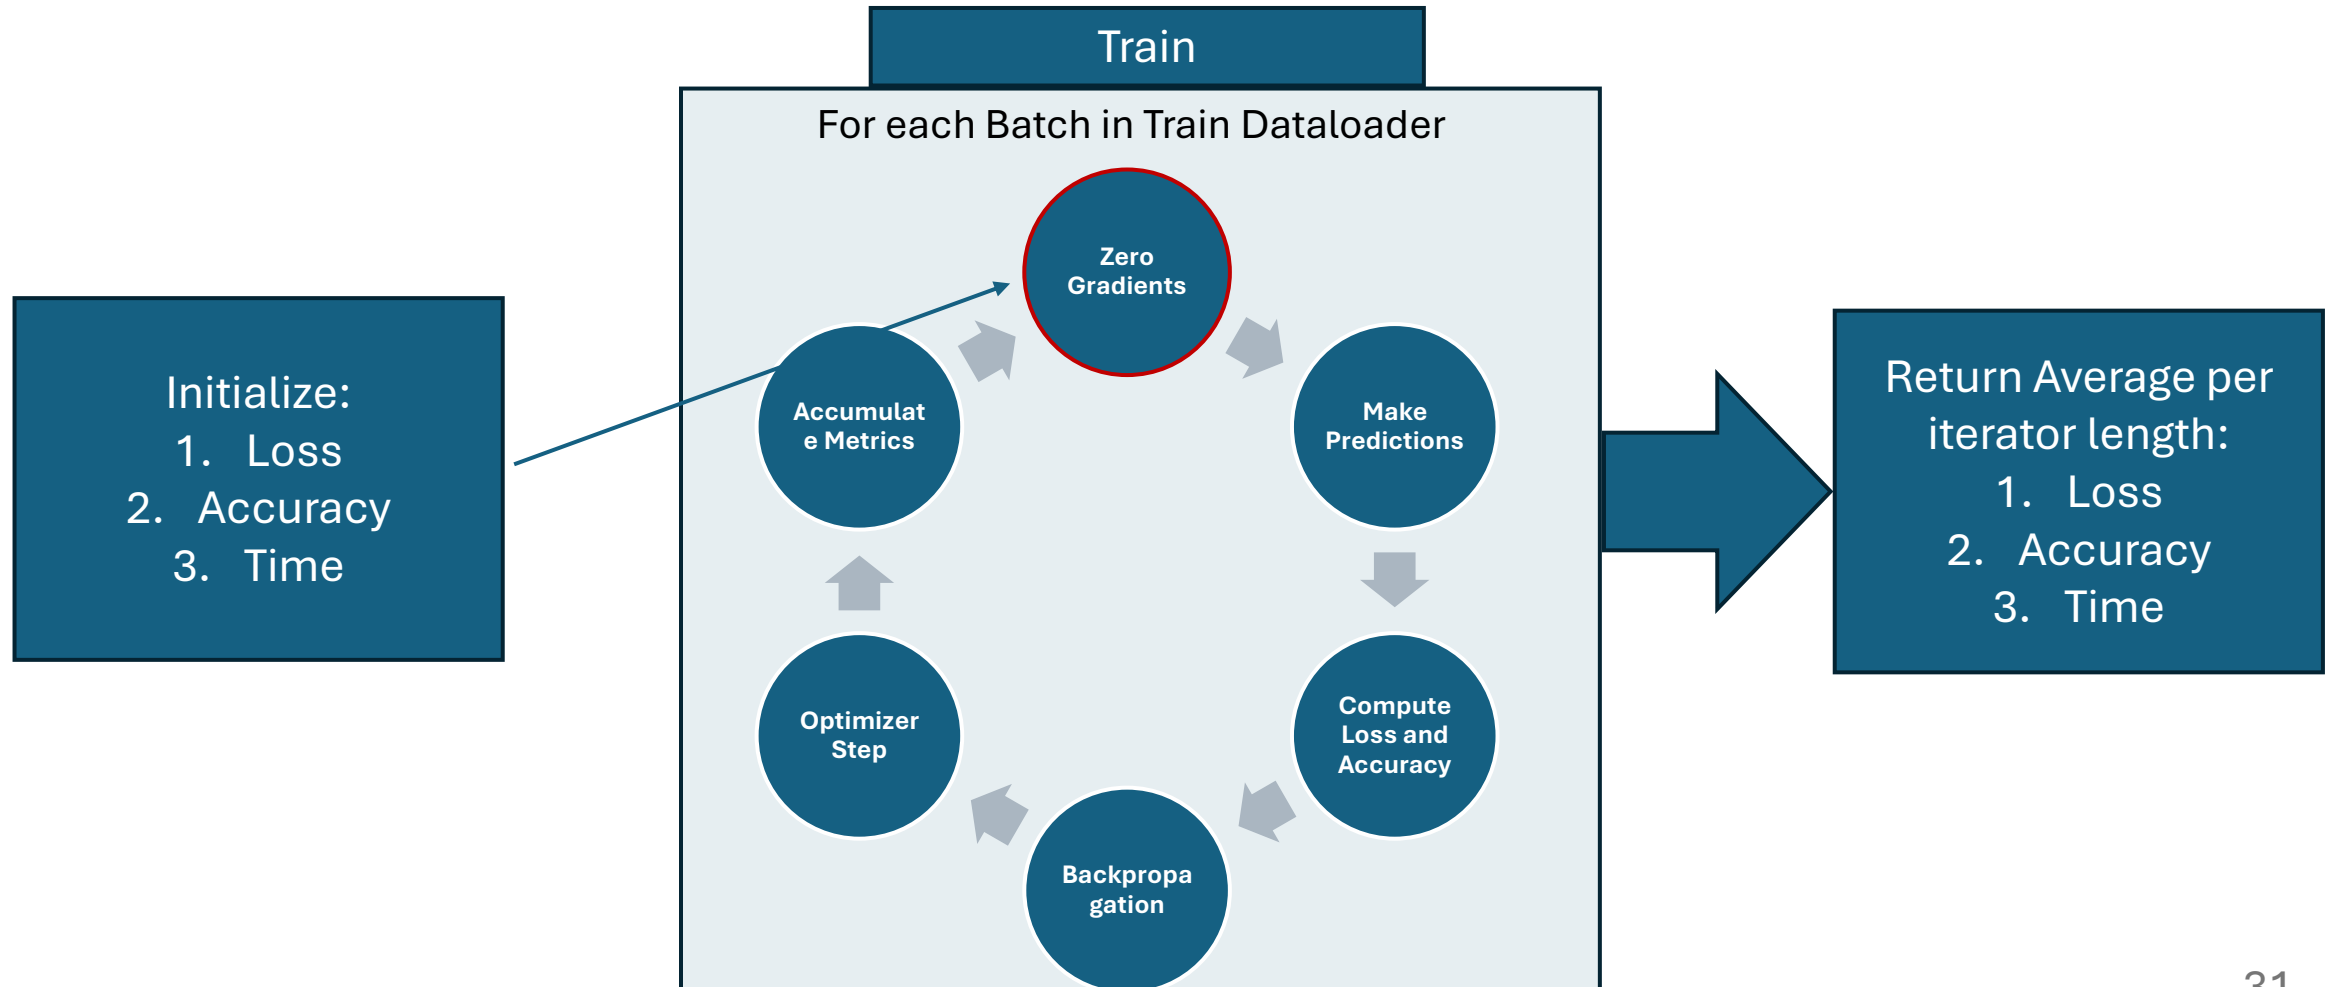 Train
For each Batch in Train Dataloader
Initialize:
1. Loss
2. Accuracy
3. Time
Zero
Gradients
Make
Predictions
Compute
Loss and
Accuracy
Backpropa
gation
Optimizer
Step
Accumulat
e Metrics
Return Average per
iterator length:
1. Loss
2. Accuracy
3. Time
31